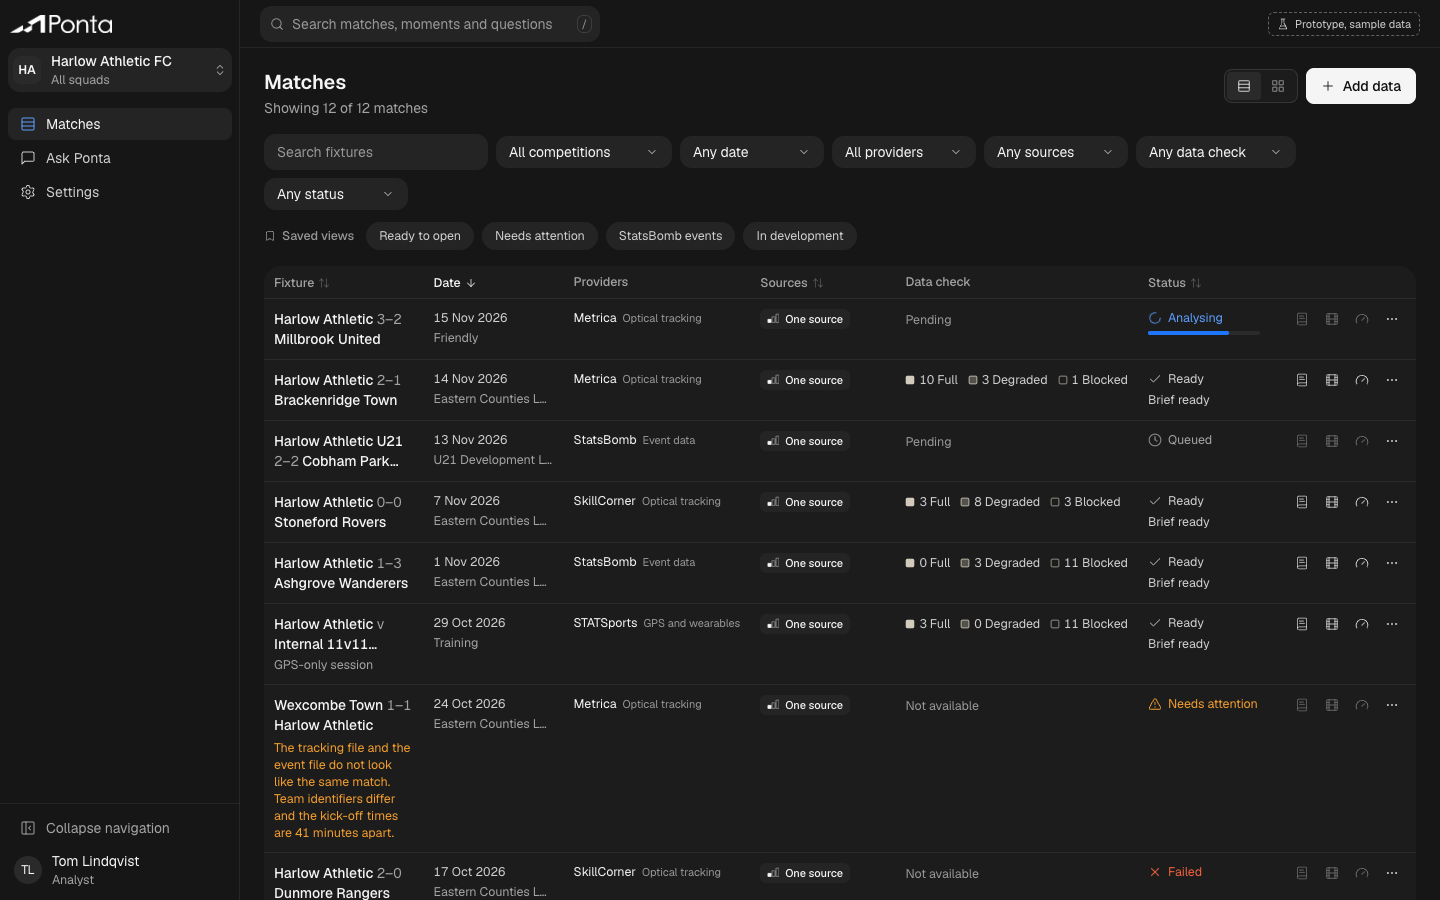 Ponta
Search matches, moments and questions
/
Prototype, sample data
HA
Harlow Athletic FC
All squads
Matches
Ask Ponta
Settings
Matches
Showing 12 of 12 matches
Add data
Search fixtures
All competitions
Any date
All providers
Any sources
Any data check
Any status
Saved views
Ready to open
Needs attention
StatsBomb events
In development
Fixture
Date
Providers
Sources
Data check
Status
Harlow Athletic 3–2
Millbrook United
15 Nov 2026
Friendly
Metrica Optical tracking
One source
Pending
Analysing
Harlow Athletic 2–1
Brackenridge Town
14 Nov 2026
Eastern Counties L...
Metrica Optical tracking
One source
10 Full 3 Degraded 1 Blocked
Ready
Brief ready
Harlow Athletic U21
2–2 Cobham Park...
13 Nov 2026
U21 Development L...
StatsBomb Event data
One source
Pending
Queued
Harlow Athletic 0–0
Stoneford Rovers
7 Nov 2026
Eastern Counties L...
SkillCorner Optical tracking
One source
3 Full 8 Degraded 3 Blocked
Ready
Brief ready
Harlow Athletic 1–3
Ashgrove Wanderers
1 Nov 2026
Eastern Counties L...
StatsBomb Event data
One source
0 Full 3 Degraded 11 Blocked
Ready
Brief ready
Harlow Athletic v
Internal 11v11...
GPS-only session
29 Oct 2026
Training
STATSports GPS and wearables
One source
3 Full 0 Degraded 11 Blocked
Ready
Brief ready
Wexcombe Town 1–1
Harlow Athletic
The tracking file and the
event file do not look
like the same match.
Team identifiers differ
and the kick-off times
are 41 minutes apart.
24 Oct 2026
Eastern Counties L...
Metrica Optical tracking
One source
Not available
Needs attention
Harlow Athletic 2–0
Dunmore Rangers
17 Oct 2026
Eastern Counties L...
SkillCorner Optical tracking
One source
Not available
Failed
Collapse navigation
TL
Tom Lindqvist
Analyst